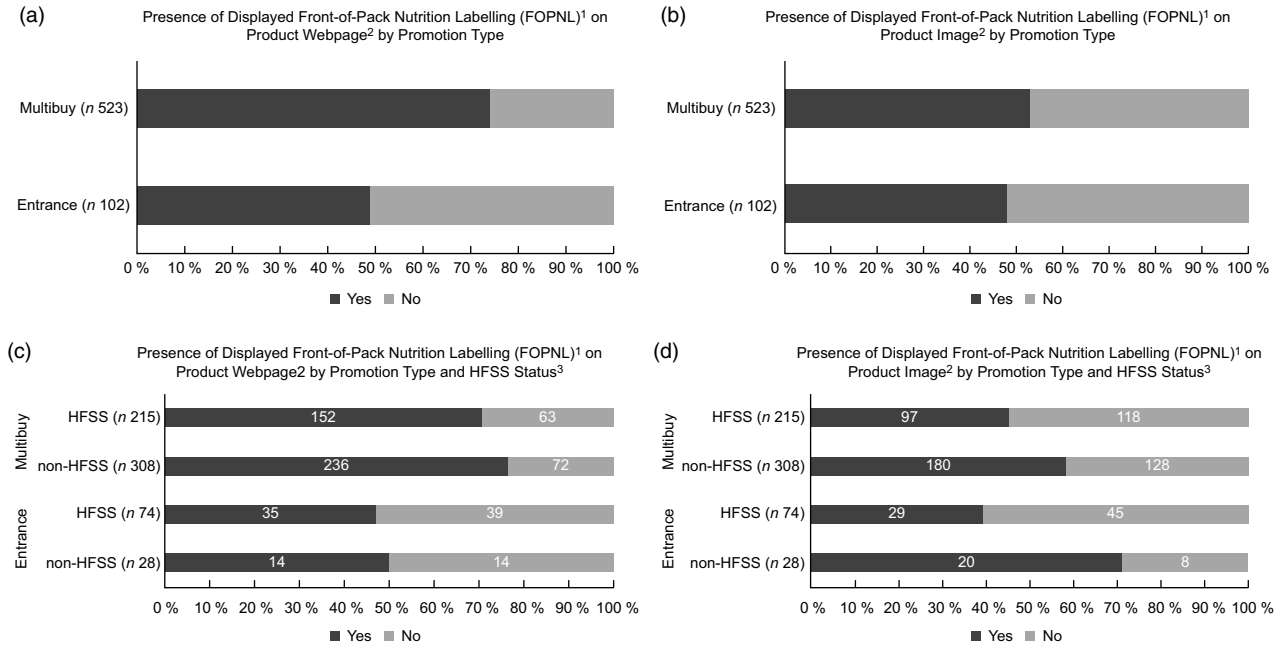 (a)
Presence of Displayed Front-of-Pack Nutrition Labelling (FOPNL)¹ on
Product Webpage² by Promotion Type
Multibuy (n 523)
Entrance (n 102)
0 % 10 % 20 % 30 % 40 % 50 % 60 % 70 % 80 % 90 % 100 %
Yes No
(b)
Presence of Displayed Front-of-Pack Nutrition Labelling (FOPNL)¹ on
Product Image² by Promotion Type
Multibuy (n 523)
Entrance (n 102)
0 % 10 % 20 % 30 % 40 % 50 % 60 % 70 % 80 % 90 % 100 %
Yes No
(c)
Presence of Displayed Front-of-Pack Nutrition Labelling (FOPNL)¹ on
Product Webpage2 by Promotion Type and HFSS Status³
Multibuy
HFSS (n 215) 152 63
non-HFSS (n 308) 236 72
Entrance
HFSS (n 74) 35 39
non-HFSS (n 28) 14 14
0 % 10 % 20 % 30 % 40 % 50 % 60 % 70 % 80 % 90 % 100 %
Yes No
(d)
Presence of Displayed Front-of-Pack Nutrition Labelling (FOPNL)¹ on
Product Image² by Promotion Type and HFSS Status³
Multibuy
HFSS (n 215) 97 118
non-HFSS (n 308) 180 128
Entrance
HFSS (n 74) 29 45
non-HFSS (n 28) 20 8
0 % 10 % 20 % 30 % 40 % 50 % 60 % 70 % 80 % 90 % 100 %
Yes No